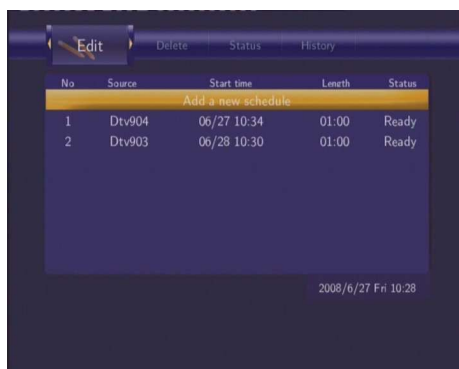 Edit Delete Status History
No Source Start time Length Status
Add a new schedule
1 Dtv904 06/27 10:34 01:00 Ready
2 Dtv903 06/28 10:30 01:00 Ready
2008/6/27 Fri 10:28